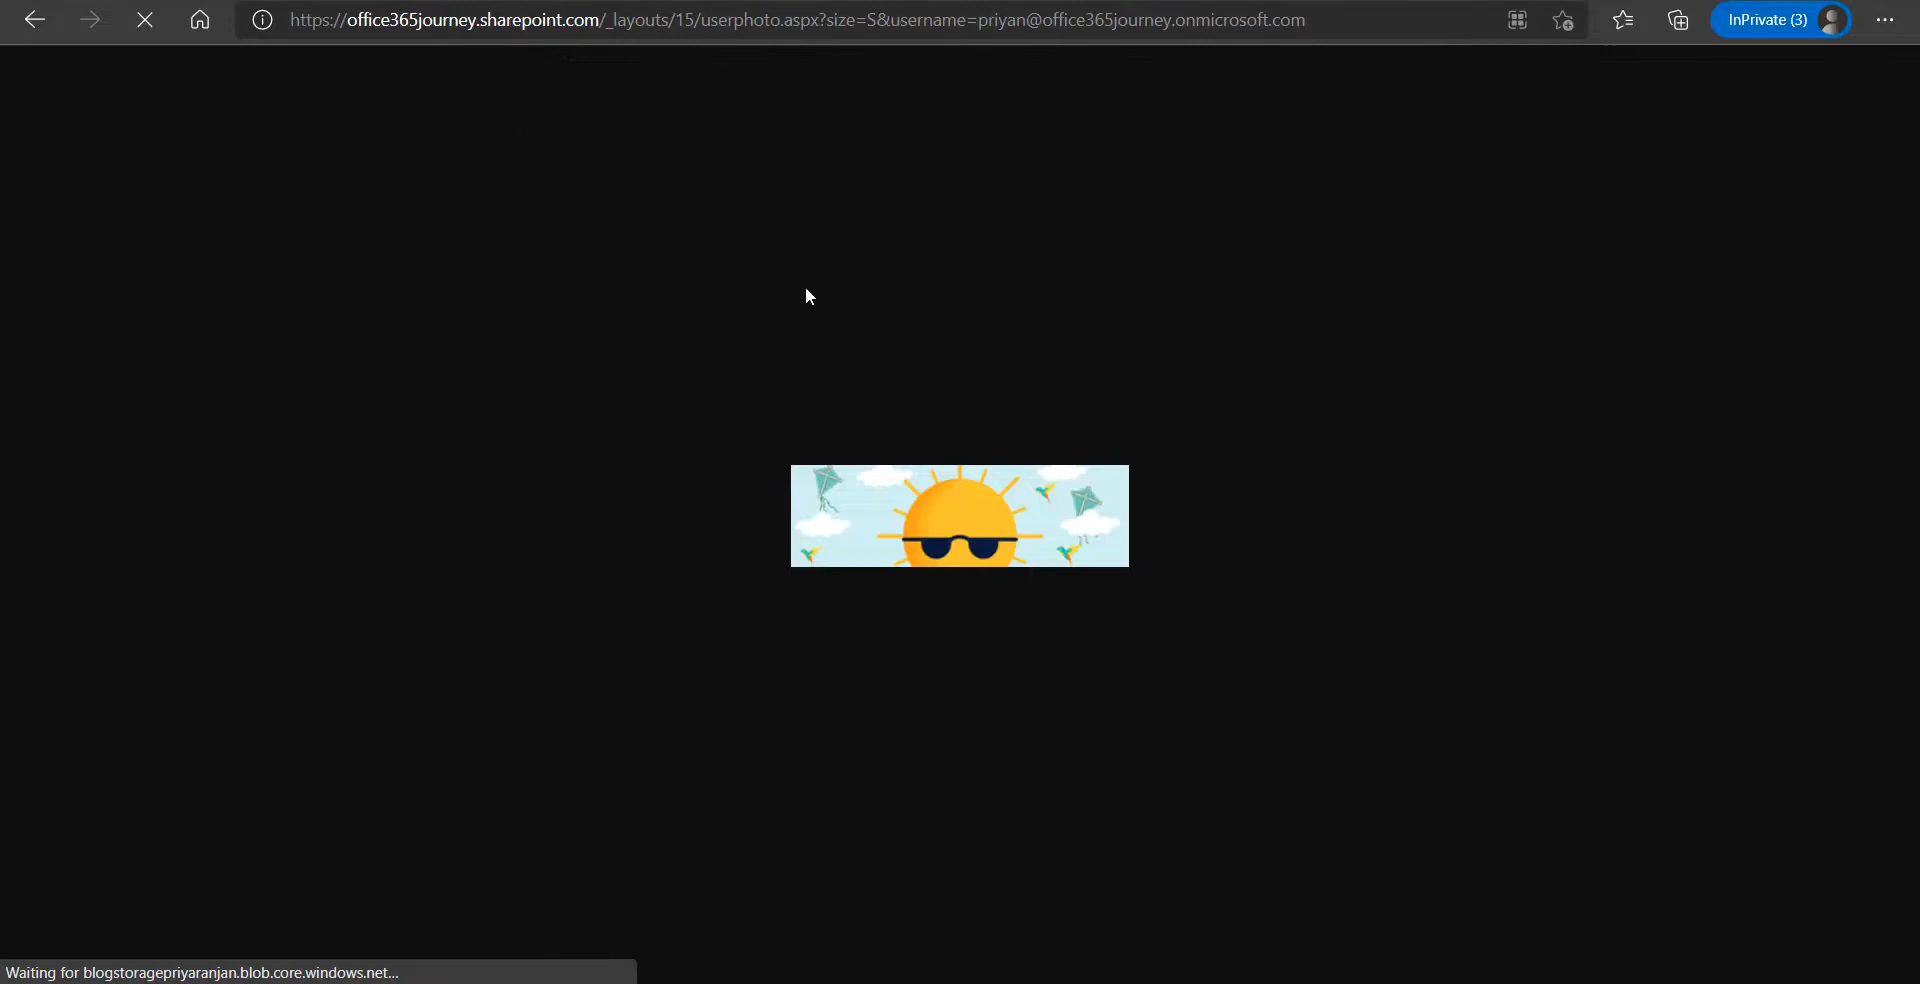 https://office365journey.sharepoint.com/_layouts/15/userphoto.aspx?size=S&username=priyan@office365journey.onmicrosoft.com
InPrivate (3)
Waiting for blogstoragepriyaranjan.blob.core.windows.net...